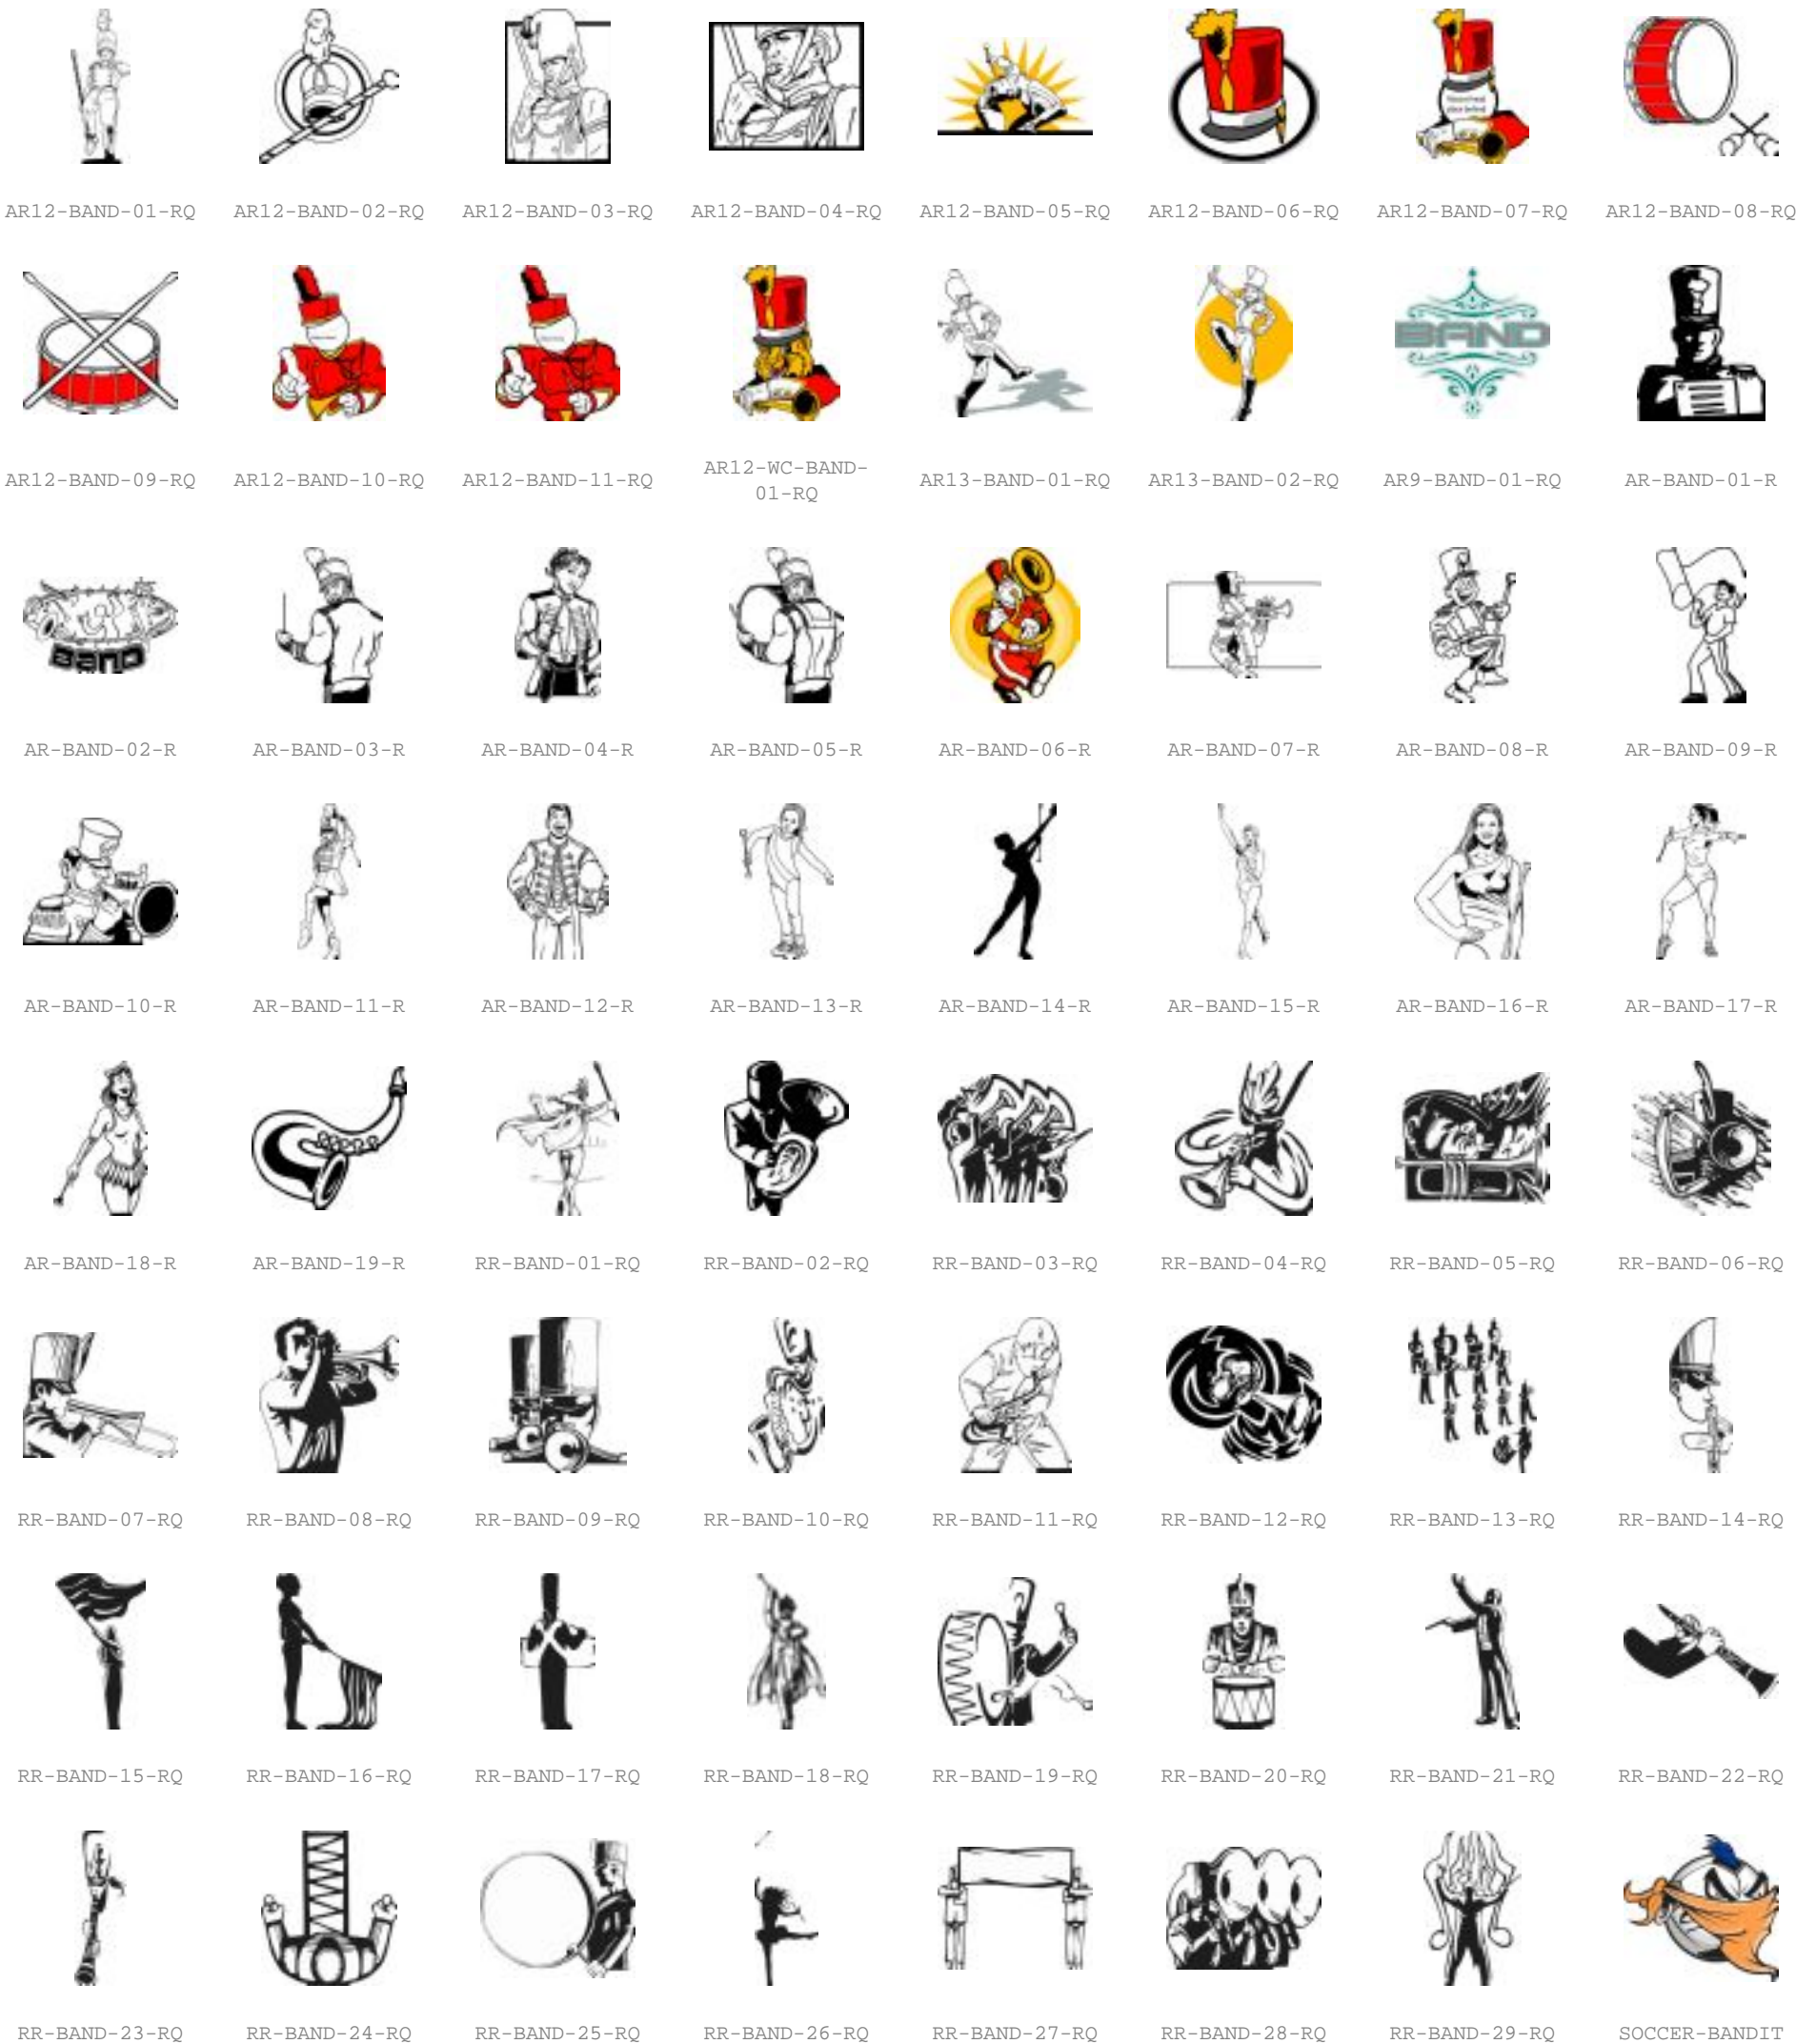 AR12-BAND-01-RQ AR12-BAND-02-RQ AR12-BAND-03-RQ AR12-BAND-04-RQ AR12-BAND-05-RQ AR12-BAND-06-RQ AR12-BAND-07-RQ AR12-BAND-08-RQ
BAND
AR12-BAND-09-RQ AR12-BAND-10-RQ AR12-BAND-11-RQ AR12-WC-BAND-
01-RQ AR13-BAND-01-RQ AR13-BAND-02-RQ AR9-BAND-01-RQ AR-BAND-01-R
Band
AR-BAND-02-R AR-BAND-03-R AR-BAND-04-R AR-BAND-05-R AR-BAND-06-R AR-BAND-07-R AR-BAND-08-R AR-BAND-09-R
AR-BAND-10-R AR-BAND-11-R AR-BAND-12-R AR-BAND-13-R AR-BAND-14-R AR-BAND-15-R AR-BAND-16-R AR-BAND-17-R
AR-BAND-18-R AR-BAND-19-R RR-BAND-01-RQ RR-BAND-02-RQ RR-BAND-03-RQ RR-BAND-04-RQ RR-BAND-05-RQ RR-BAND-06-RQ
RR-BAND-07-RQ RR-BAND-08-RQ RR-BAND-09-RQ RR-BAND-10-RQ RR-BAND-11-RQ RR-BAND-12-RQ RR-BAND-13-RQ RR-BAND-14-RQ
RR-BAND-15-RQ RR-BAND-16-RQ RR-BAND-17-RQ RR-BAND-18-RQ RR-BAND-19-RQ RR-BAND-20-RQ RR-BAND-21-RQ RR-BAND-22-RQ
RR-BAND-23-RQ RR-BAND-24-RQ RR-BAND-25-RQ RR-BAND-26-RQ RR-BAND-27-RQ RR-BAND-28-RQ RR-BAND-29-RQ SOCCER-BANDIT